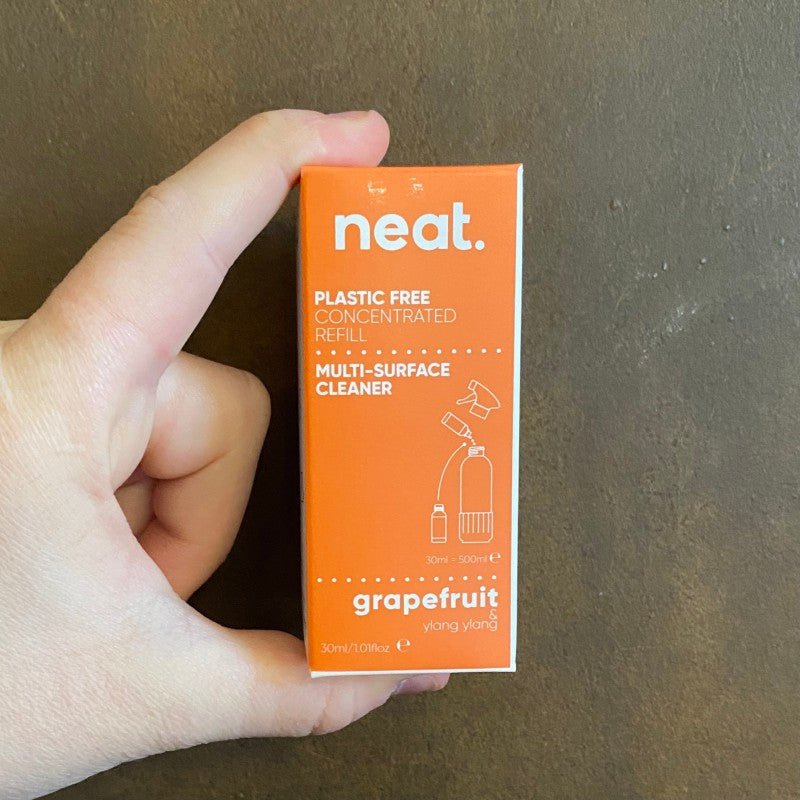 neat.
PLASTIC FREE
CONCENTRATED
REFILL
MULTI-SURFACE
CLEANER
30ml = 500ml ℮
grapefruit
&
ylang ylang
30ml/1.01floz ℮